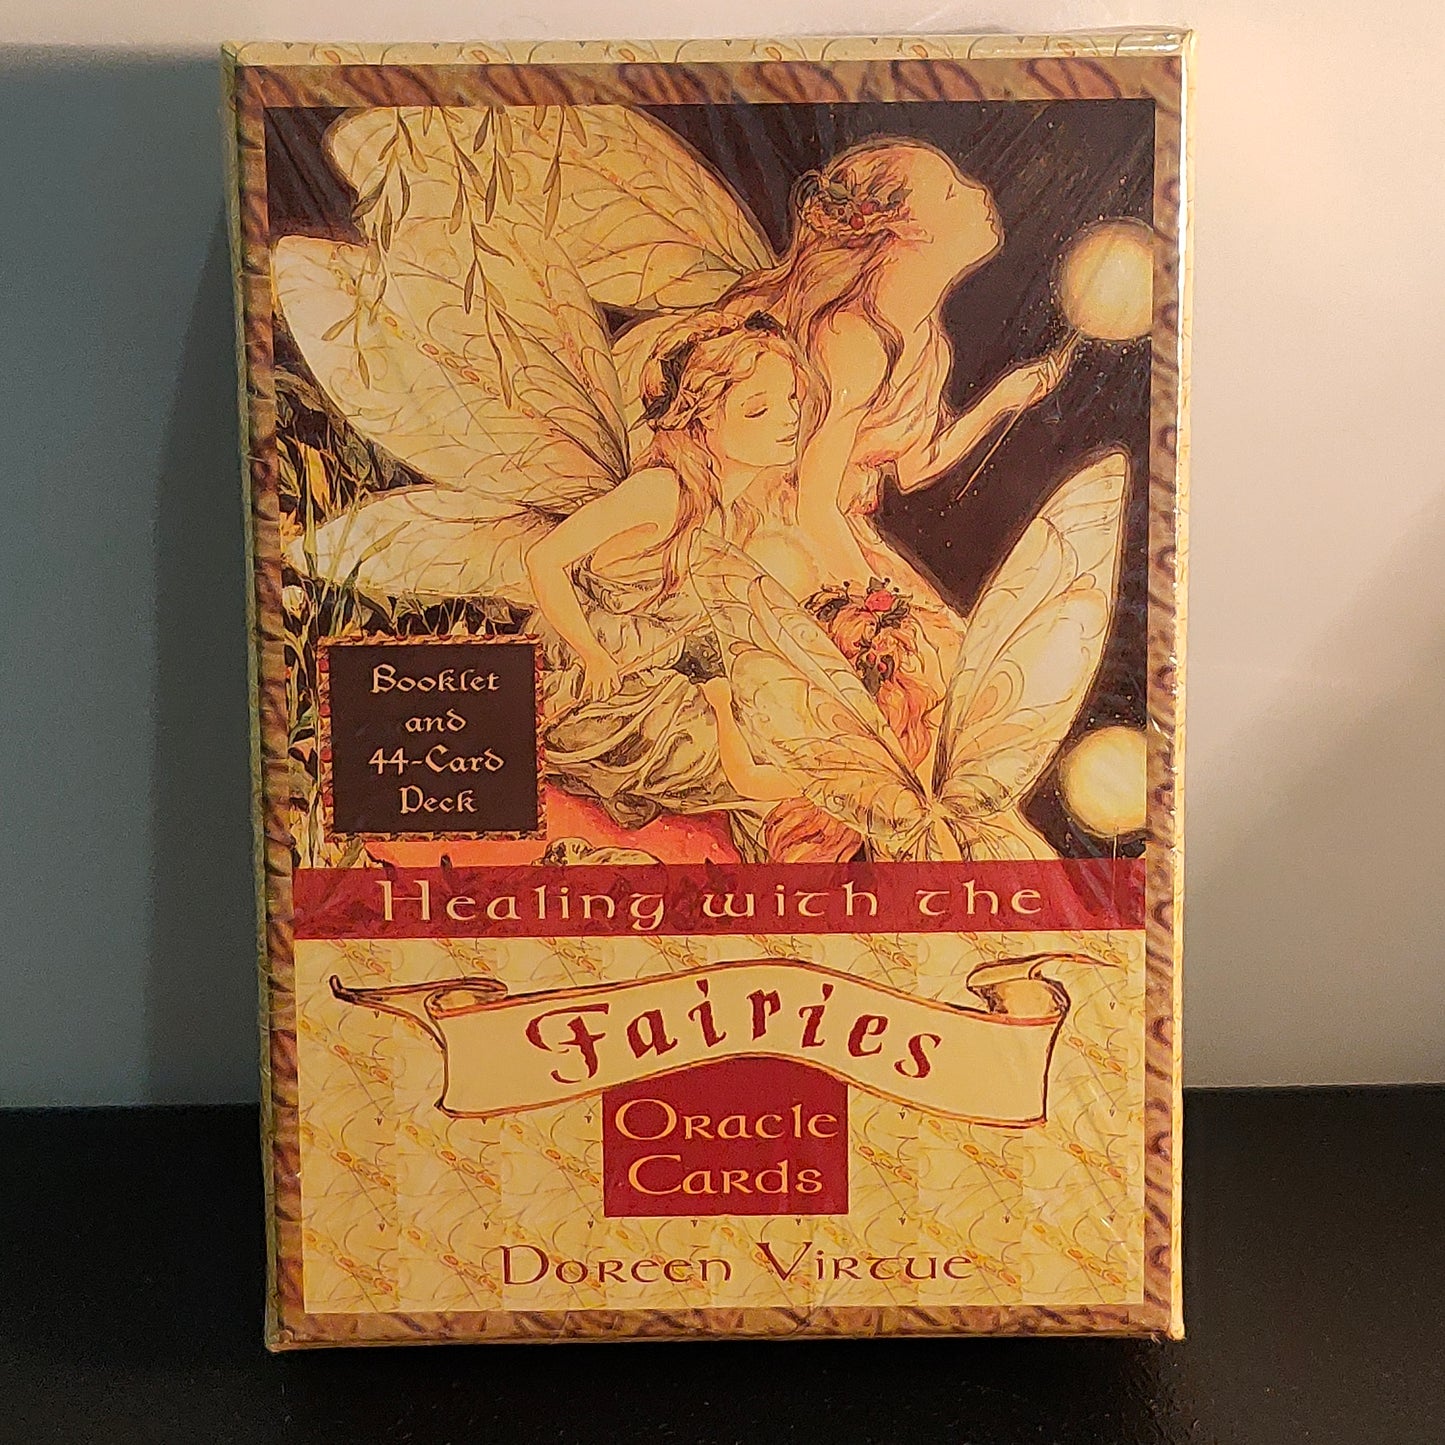 Booklet
and
44-Card
Deck
Healing with the
Fairies
Oracle
Cards
Doreen Virtue